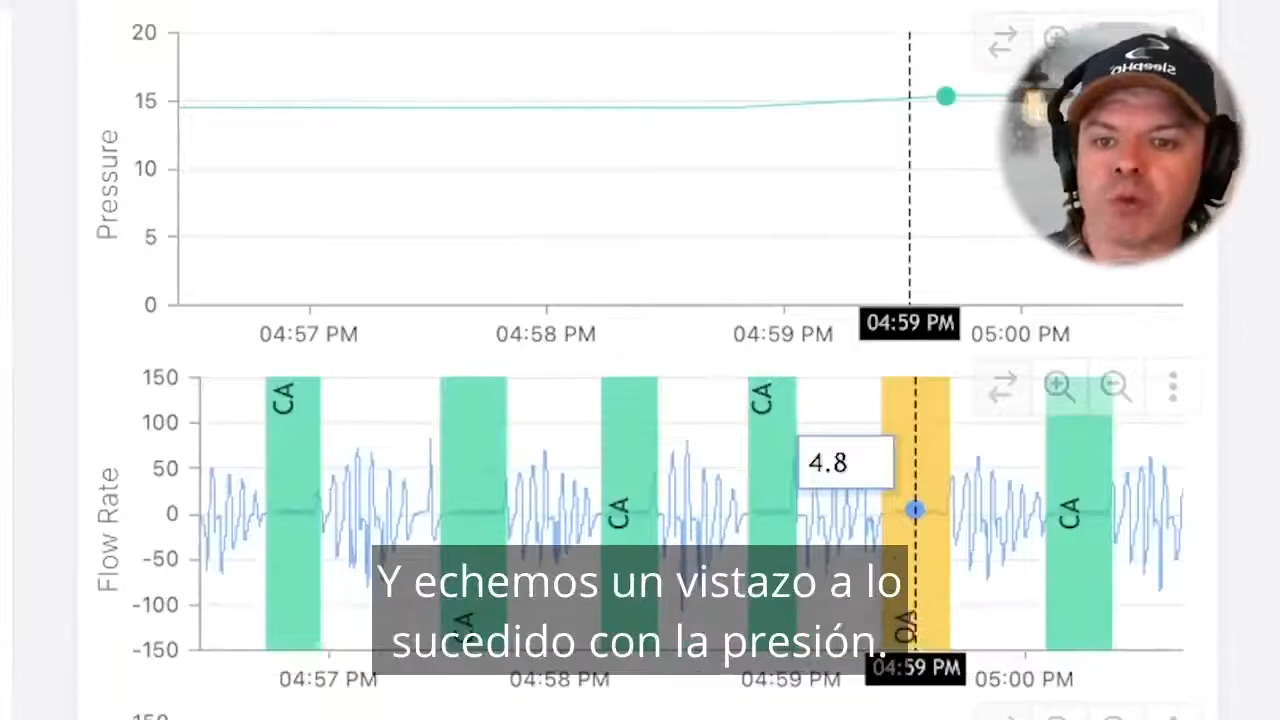 20
15
10
5
0
Pressure
04:57 PM
04:58 PM
04:59 PM
04:59 PM
05:00 PM
SleepHQ
150
100
50
0
-50
-100
-150
Flow Rate
CA
CA
CA
CA
OA
CA
4.8
Y echemos un vistazo a lo
sucedido con la presión.
04:57 PM
04:58 PM
04:59 PM
04:59 PM
05:00 PM
150